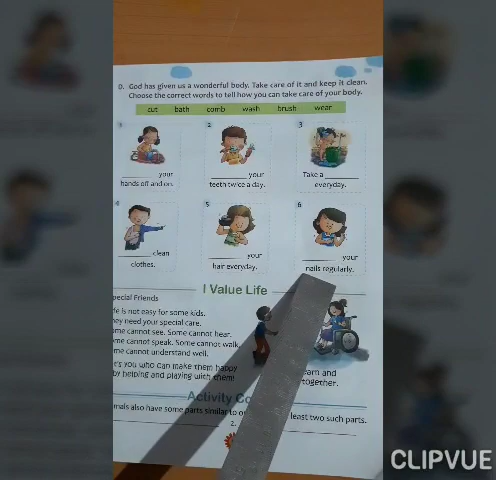 D. God has given us a wonderful body. Take care of it and keep it clean.
Choose the correct words to tell how you can take care of your body.
cut bath comb wash brush wear
1 2 3
your
hands off and on.
your
teeth twice a day.
Take a
everyday.
4 5 6
clean
clothes.
your
hair everyday.
your
nails regularly.
I Value Life
pecial Friends
fe is not easy for some kids.
hey need your special care.
ome cannot see. Some cannot hear.
ome cannot speak. Some cannot walk.
ome cannot understand well.
t's you who can make them happy
by helping and playing with them!
earn and
together.
Activity Co
mals also have some parts similar to o
least two such parts.
2.
CLIPVUE